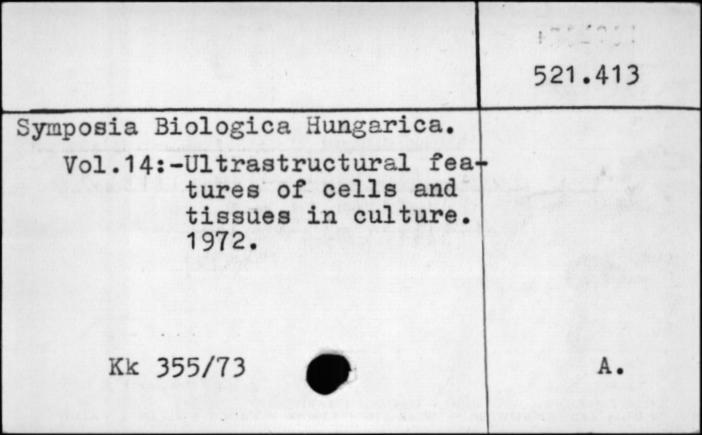 521.413
Symposia Biologica Hungarica.
Vol.14:-Ultrastructural fea-
tures of cells and
tissues in culture.
1972.
Kk 355/73
A.